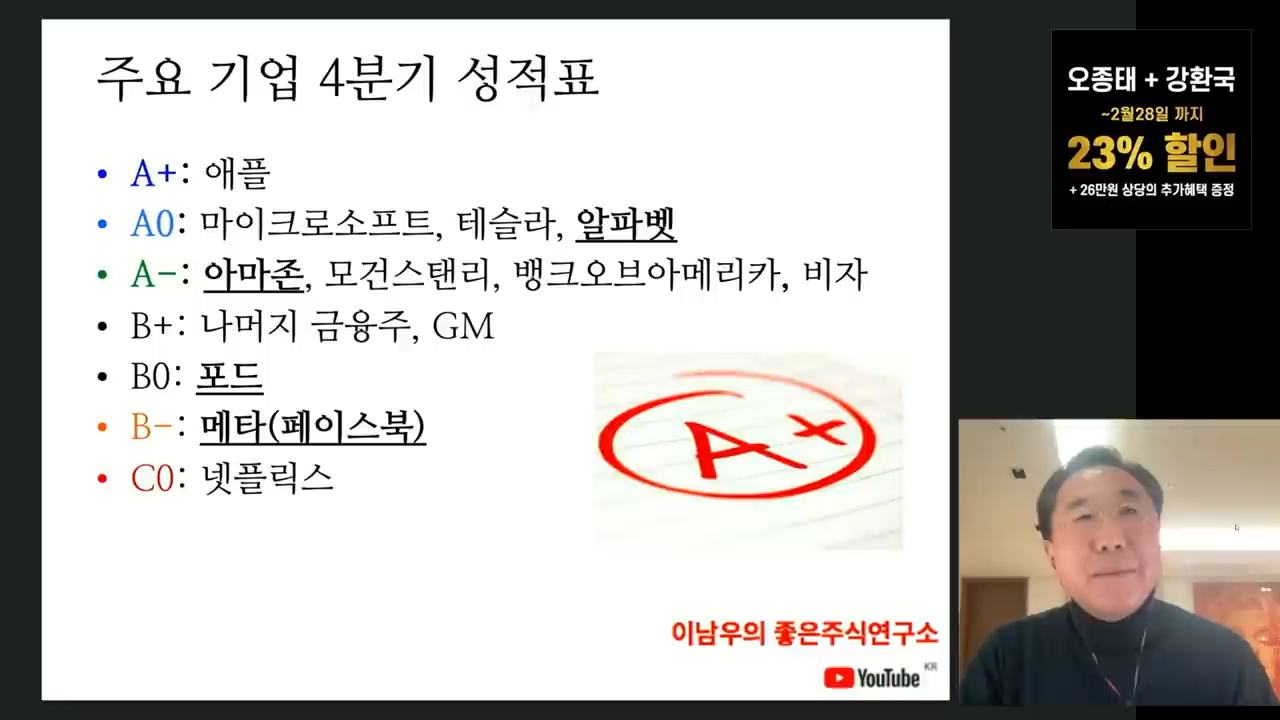 주요 기업 4분기 성적표
• A+: 애플
• A0: 마이크로소프트, 테슬라, 알파벳
• A-: 아마존, 모건스탠리, 뱅크오브아메리카, 비자
• B+: 나머지 금융주, GM
• B0: 포드
• B-: 메타(페이스북)
• C0: 넷플릭스
A+
이남우의 좋은주식연구소
YouTube KR
오종태 + 강환국
~2월28일 까지
23% 할인
+ 26만원 상당의 추가혜택 증정